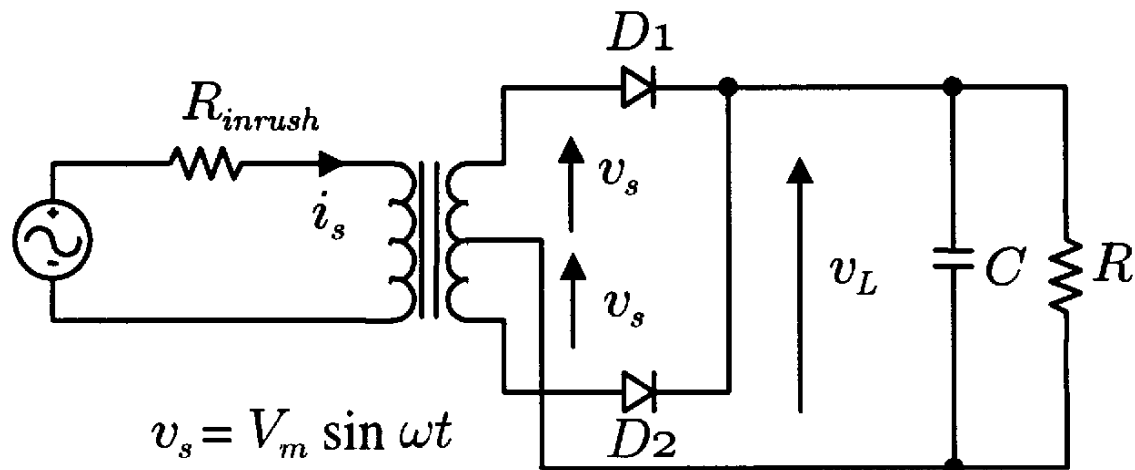 D1
R_inrush
i_s
+
-
v_s
v_s
v_L
C
R
D2
v_s = V_m sin ωt